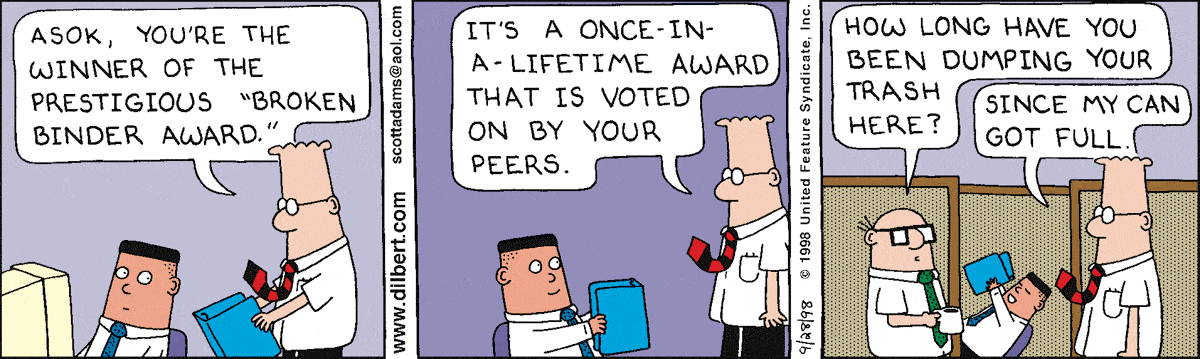 ASOK, YOU'RE THE
WINNER OF THE
PRESTIGIOUS "BROKEN
BINDER AWARD."
www.dilbert.com scottadams@aol.com
IT'S A ONCE-IN-
A-LIFETIME AWARD
THAT IS VOTED
ON BY YOUR
PEERS.
9/28/98 © 1998 United Feature Syndicate, Inc.
HOW LONG HAVE YOU
BEEN DUMPING YOUR
TRASH
HERE?
SINCE MY CAN
GOT FULL.